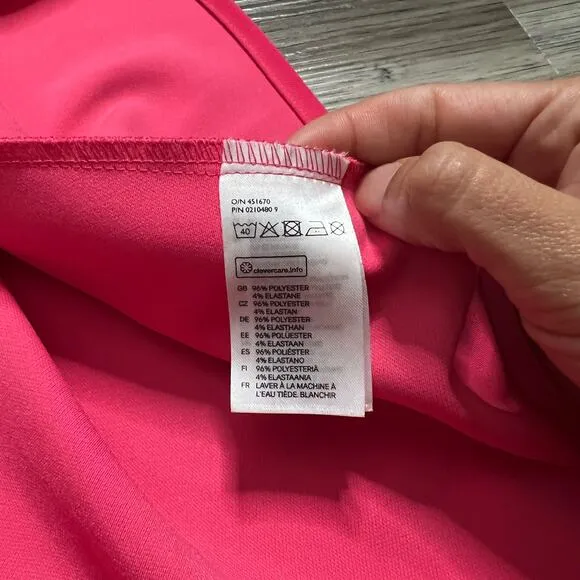 O/N 451670
P/N 0210480 9
40
clevercare.info
GB 96% POLYESTER
4% ELASTANE
CZ 96% POLYESTER
4% ELASTAN
DE 96% POLYESTER
4% ELASTHAN
EE 96% POLÜESTER
4% ELASTAAN
ES 96% POLIÉSTER
4% ELASTANO
FI 96% POLYESTERIÄ
4% ELASTAANIA
FR LAVER À LA MACHINE À
L'EAU TIÈDE. BLANCHIR